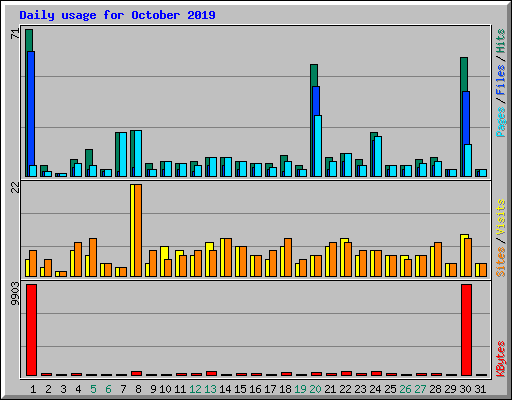 Daily usage for October 2019
71
22
9903
Pages / Files / Hits
Sites / Visits
KBytes
1 2 3 4 5 6 7 8 9 10 11 12 13 14 15 16 17 18 19 20 21 22 23 24 25 26 27 28 29 30 31